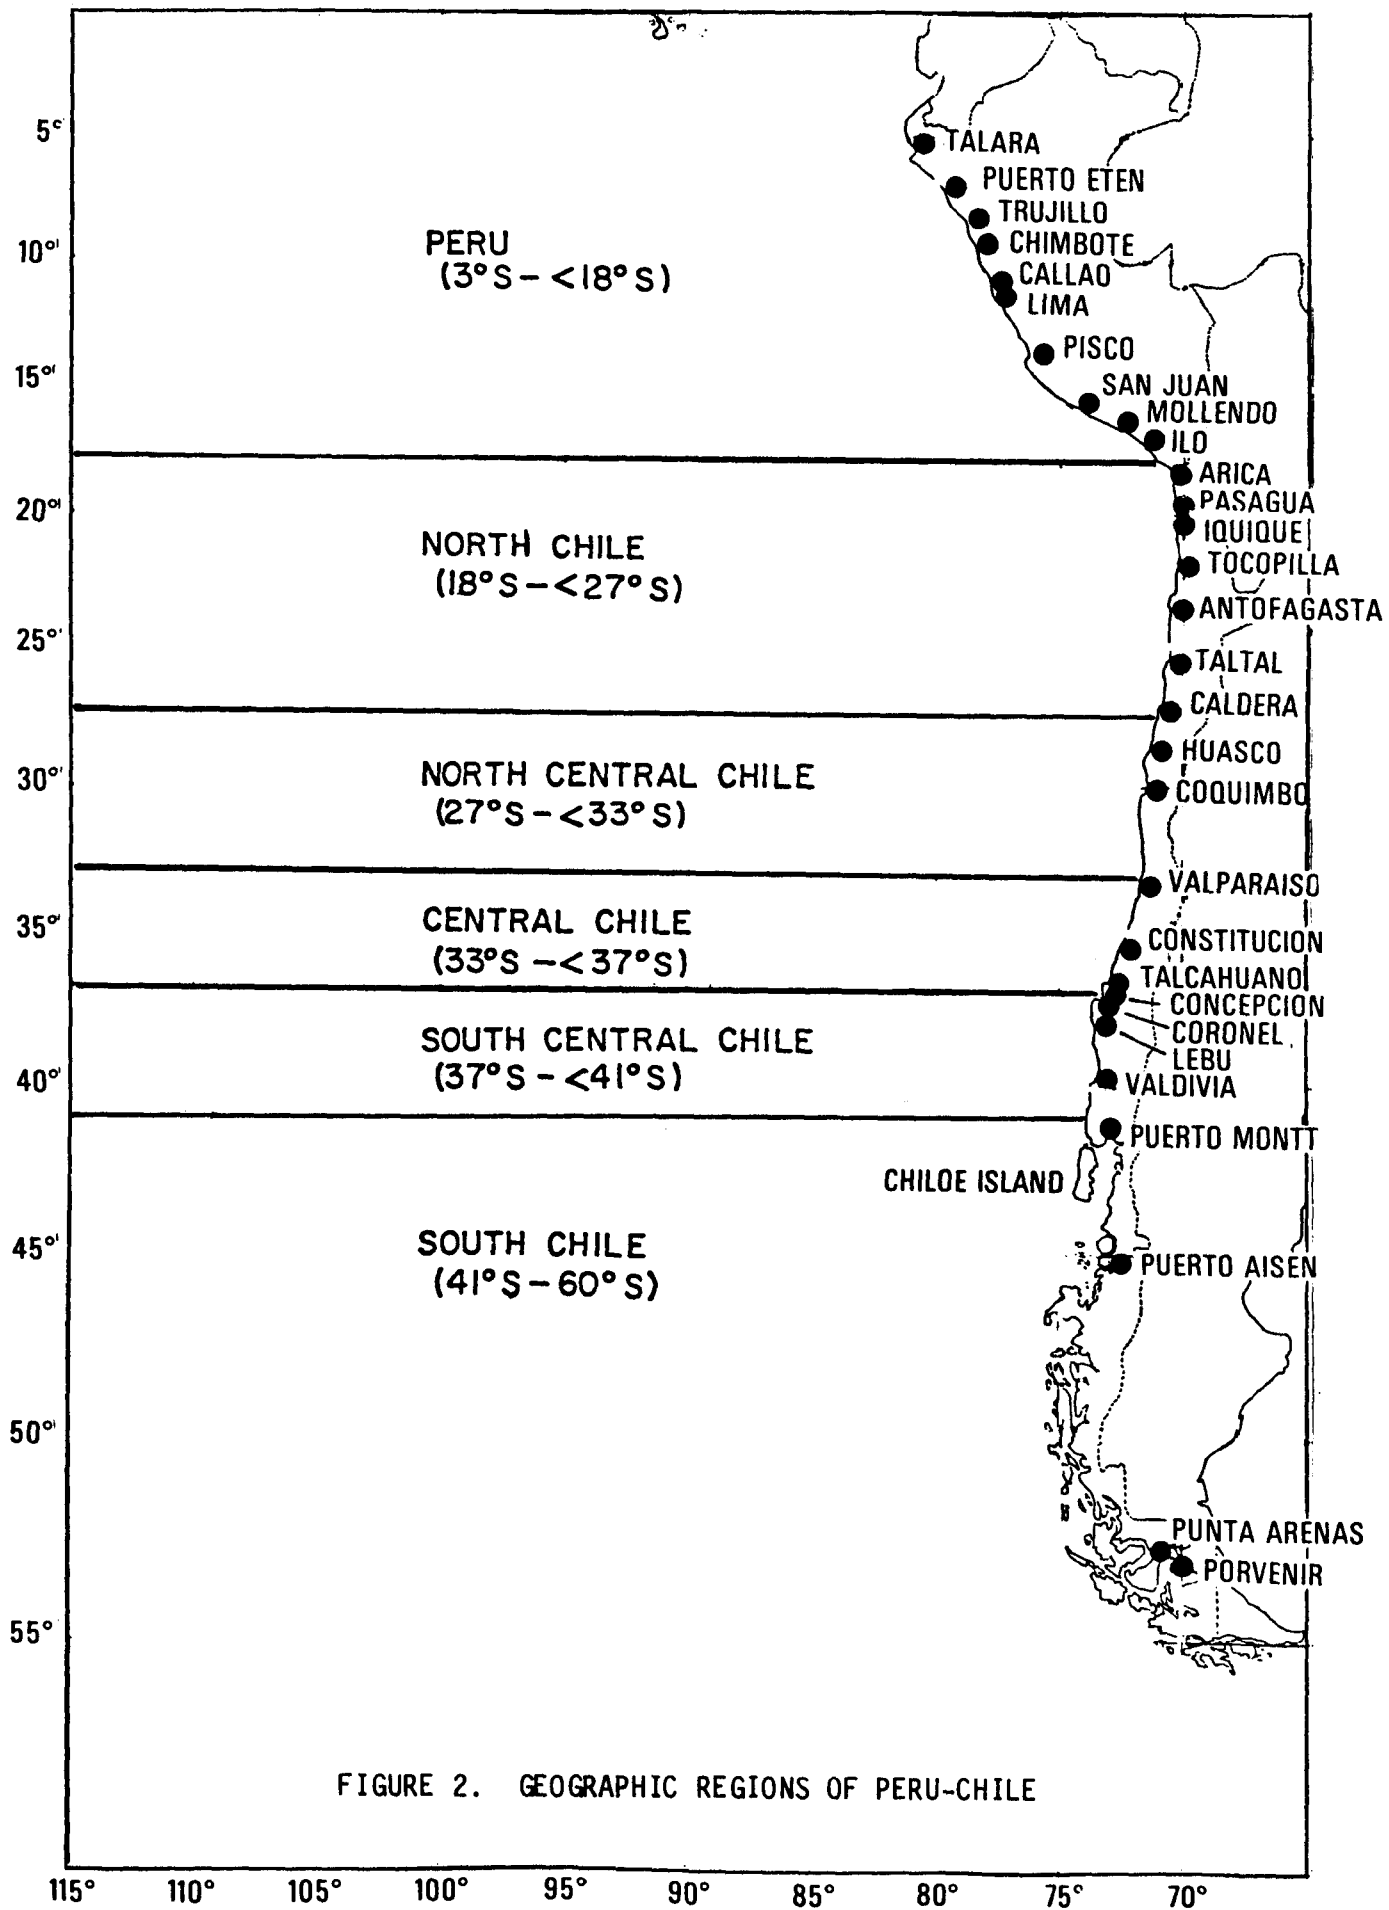 5°
TALARA
PUERTO ETEN
TRUJILLO
PERU
CHIMBOTE
10°
(3°S-<18°S)
CALLAO
LIMA
PISCO
15°
SAN JUAN
MOLLENDO
ILO
ARICA
20°
PASAGUA
IQUIQUE
NORTH CHILE
TOCOPILLA
(18°S-<27°S)
ANTOFAGASTA
25°
TALTAL
CALDERA
HUASCO
30°
NORTH CENTRAL CHILE
COQUIMBO
(27°S-<33°S)
VALPARAISO
35°
CENTRAL CHILE
CONSTITUCION
(33°S-<37°S)
TALCAHUANO
CONCEPCION
CORONEL
SOUTH CENTRAL CHILE
LEBU
40°
(37°S-<41°S)
VALDIVIA
PUERTO MONTT
CHILOE ISLAND
45°
SOUTH CHILE
PUERTO AISEN
(41°S-60°S)
50°
PUNTA ARENAS
PORVENIR
55°
FIGURE 2. GEOGRAPHIC REGIONS OF PERU-CHILE
115° 110° 105° 100° 95° 90° 85° 80° 75° 70°